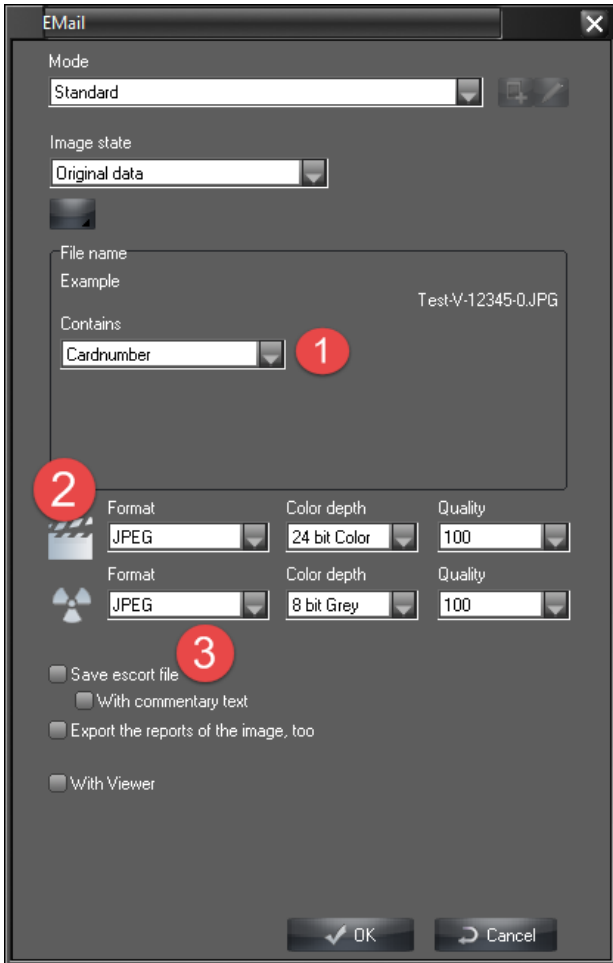 EMail
Mode
Standard
Image state
Original data
File name
Example
Test-V-12345-0.JPG
Contains
Cardnumber
1
2
Format Color depth Quality
JPEG 24 bit Color 100
Format Color depth Quality
JPEG 8 bit Grey 100
3
Save escort file
With commentary text
Export the reports of the image, too
With Viewer
OK Cancel